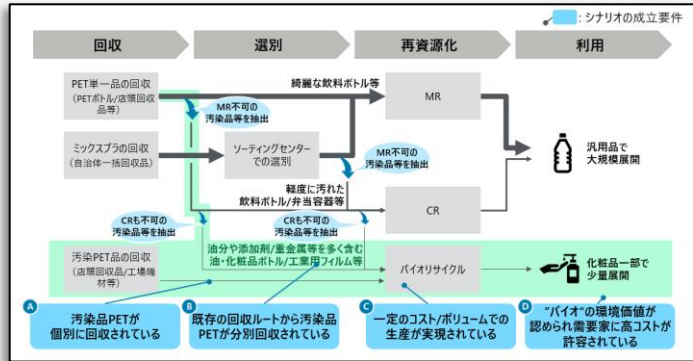 ：シナリオの成立要件
回収
選別
再資源化
利用
PET単一品の回収
（PETボトル/店頭回収
品等）
MR不可の
汚染品等を抽出
綺麗な飲料ボトル等
MR
ミックスプラの回収
（自治体一括回収品）
ソーティングセンター
での選別
MR不可の
汚染品等を抽出
汎用品で
大規模展開
軽度に汚れた
飲料ボトル/弁当容器等
CR
CRも不可の
汚染品等を抽出
CRも不可の
汚染品等を抽出
汚染PET品の回収
（店頭回収品/工場端
材等）
油分や添加剤/重金属等を多く含む
油・化粧品ボトル/工業用フィルム等
バイオリサイクル
化粧品一部で
少量展開
A
汚染品PETが
個別に回収されている
B
既存の回収ルートから汚染品
PETが分別回収されている
C
一定のコスト/ボリュームでの
生産が実現されている
D
"バイオ"の環境価値が
認められ需要家に高コストが
許容されている